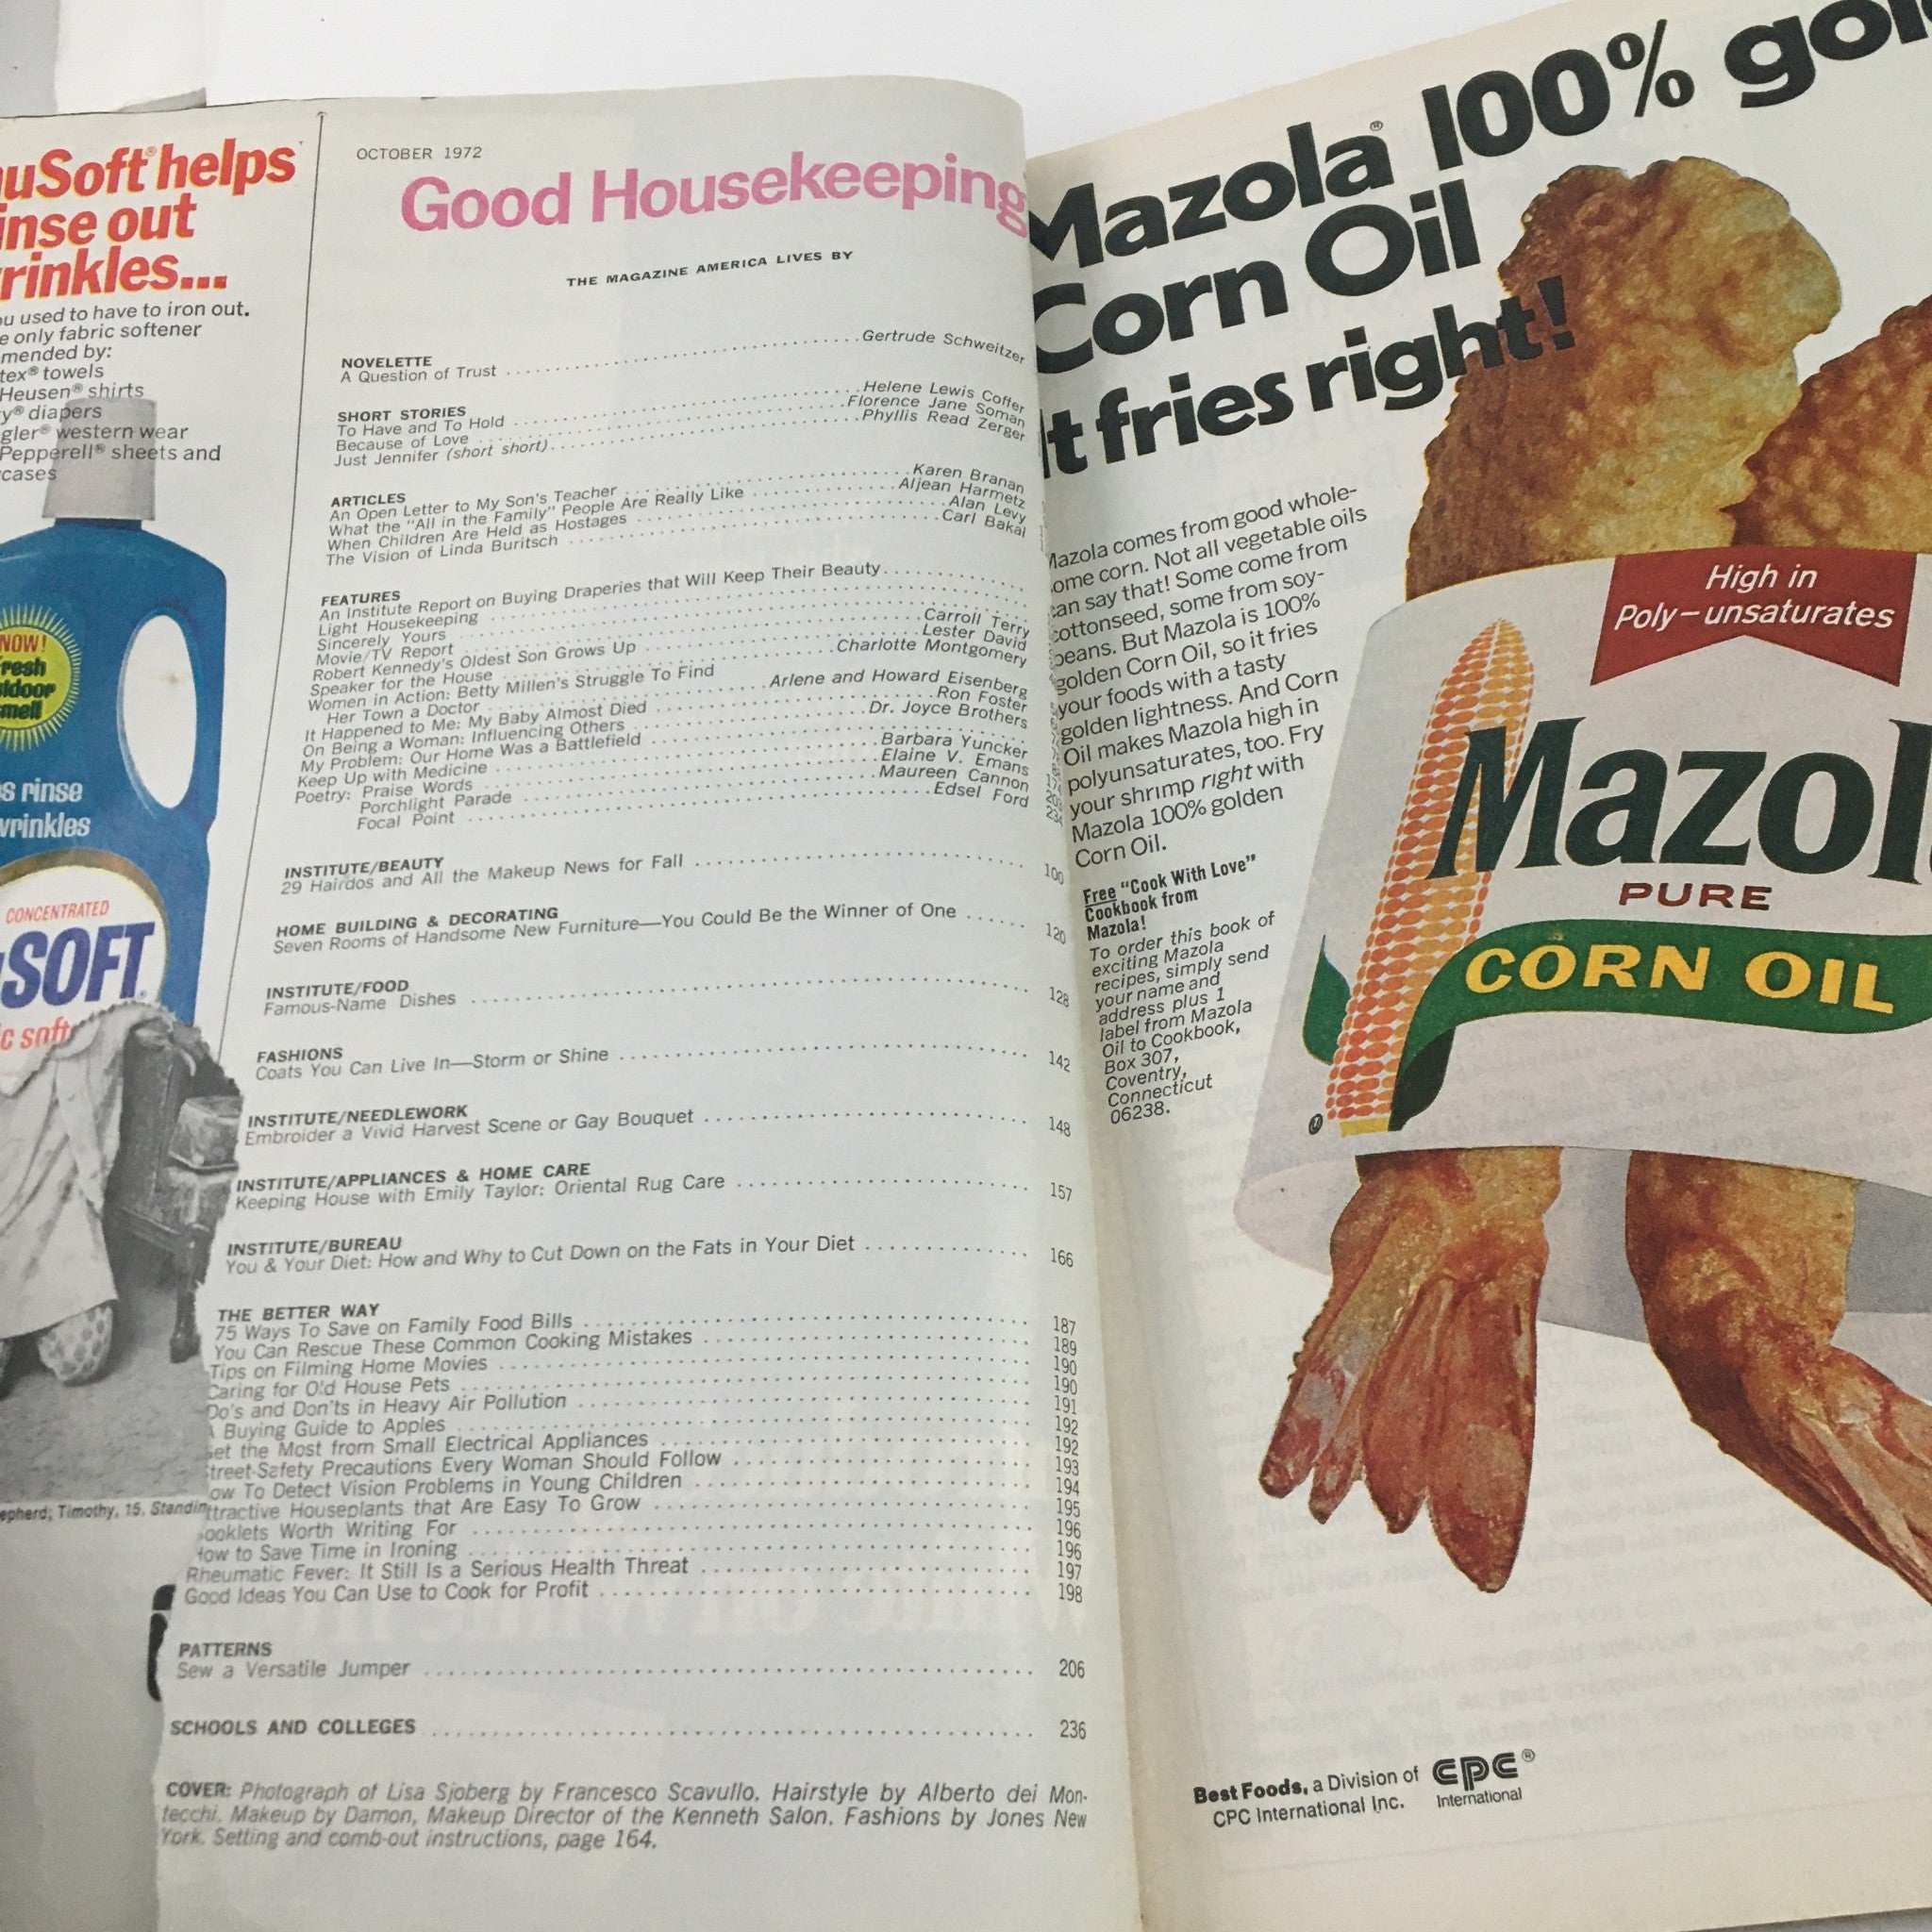 uSoft® helps
inse out
rinkles...
ou used to have to iron out.
e only fabric softener
mended by:
tex® towels
Heusen® shirts
y® diapers
gler® western wear
Pepperell® sheets and
cases
NOW!
resh
tdoor
mell
s rinse
wrinkles
CONCENTRATED
SOFT
c soft
epherd; Timothy, 15. Standin
OCTOBER 1972
Good Housekeeping
THE MAGAZINE AMERICA LIVES BY
NOVELETTE
A Question of Trust ........ Gertrude Schweitzer
SHORT STORIES
To Have and To Hold ........ Helene Lewis Coffer
Because of Love ........ Florence Jane Soman
Just Jennifer (short short) ........ Phyllis Read Zerger
ARTICLES
An Open Letter to My Son's Teacher ........ Karen Branan
What the "All in the Family" People Are Really Like ........ Aljean Harmetz
When Children Are Held as Hostages ........ Alan Levy
The Vision of Linda Buritsch ........ Carl Bakal
FEATURES
An Institute Report on Buying Draperies that Will Keep Their Beauty ........
Light Housekeeping ........
Sincerely Yours ........
Movie/TV Report ........ Carroll Terry
Robert Kennedy's Oldest Son Grows Up ........ Lester David
Speaker for the House ........ Charlotte Montgomery
Women in Action: Betty Millen's Struggle To Find
Her Town a Doctor ........ Arlene and Howard Eisenberg
It Happened to Me: My Baby Almost Died ........ Ron Foster
On Being a Woman: Influencing Others ........ Dr. Joyce Brothers
My Problem: Our Home Was a Battlefield ........
Keep Up with Medicine ........ Barbara Yuncker
Poetry: Praise Words ........ Elaine V. Emans
Porchlight Parade ........ Maureen Cannon
Focal Point ........ Edsel Ford
INSTITUTE/BEAUTY
29 Hairdos and All the Makeup News for Fall ........ 100
HOME BUILDING & DECORATING
Seven Rooms of Handsome New Furniture—You Could Be the Winner of One ...... 120
INSTITUTE/FOOD
Famous-Name Dishes ........ 128
FASHIONS
Coats You Can Live In—Storm or Shine ........ 142
INSTITUTE/NEEDLEWORK
Embroider a Vivid Harvest Scene or Gay Bouquet ........ 148
INSTITUTE/APPLIANCES & HOME CARE
Keeping House with Emily Taylor: Oriental Rug Care ........ 157
INSTITUTE/BUREAU
You & Your Diet: How and Why to Cut Down on the Fats in Your Diet ........ 166
THE BETTER WAY
75 Ways To Save on Family Food Bills ........ 187
You Can Rescue These Common Cooking Mistakes ........ 189
Tips on Filming Home Movies ........ 190
Caring for Old House Pets ........ 190
Do's and Don'ts in Heavy Air Pollution ........ 191
A Buying Guide to Apples ........ 192
et the Most from Small Electrical Appliances ........ 192
treet-Safety Precautions Every Woman Should Follow ........ 193
ow To Detect Vision Problems in Young Children ........ 194
ttractive Houseplants that Are Easy To Grow ........ 195
ooklets Worth Writing For ........ 196
How to Save Time in Ironing ........ 196
Rheumatic Fever: It Still Is a Serious Health Threat ........ 197
Good Ideas You Can Use to Cook for Profit ........ 198
PATTERNS
Sew a Versatile Jumper ........ 206
SCHOOLS AND COLLEGES ........ 236
COVER: Photograph of Lisa Sjoberg by Francesco Scavullo. Hairstyle by Alberto dei Mon-
tecchi. Makeup by Damon, Makeup Director of the Kenneth Salon. Fashions by Jones New
York. Setting and comb-out instructions, page 164.
Mazola® 100% gol
Corn Oil
It fries right!
Mazola comes from good whole-
ome corn. Not all vegetable oils
can say that! Some come from
cottonseed, some from soy-
beans. But Mazola is 100%
golden Corn Oil, so it fries
your foods with a tasty
golden lightness. And Corn
Oil makes Mazola high in
polyunsaturates, too. Fry
your shrimp right with
Mazola 100% golden
Corn Oil.
Free "Cook With Love"
Cookbook from
Mazola!
To order this book of
exciting Mazola
recipes, simply send
your name and
address plus 1
label from Mazola
Oil to Cookbook,
Box 307,
Coventry,
Connecticut
06238.
High in
Poly-unsaturates
Mazol
PURE
CORN OIL
Best Foods, a Division of
CPC International Inc.
CPC®
International